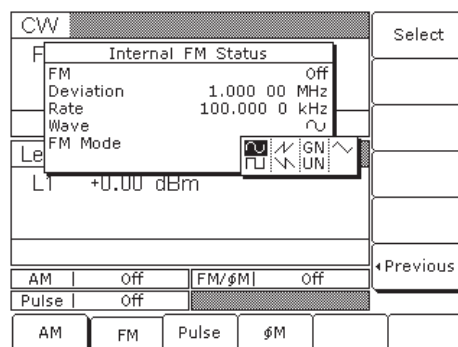 CW
Select
F
Internal FM Status
FM Off
Deviation 1.000 00 MHz
Rate 100.000 0 kHz
Wave
FM Mode
GN
UN
Le
L1 +0.00 dBm
◂Previous
AM | Off FM/ϕM| Off
Pulse | Off
AM FM Pulse ϕM